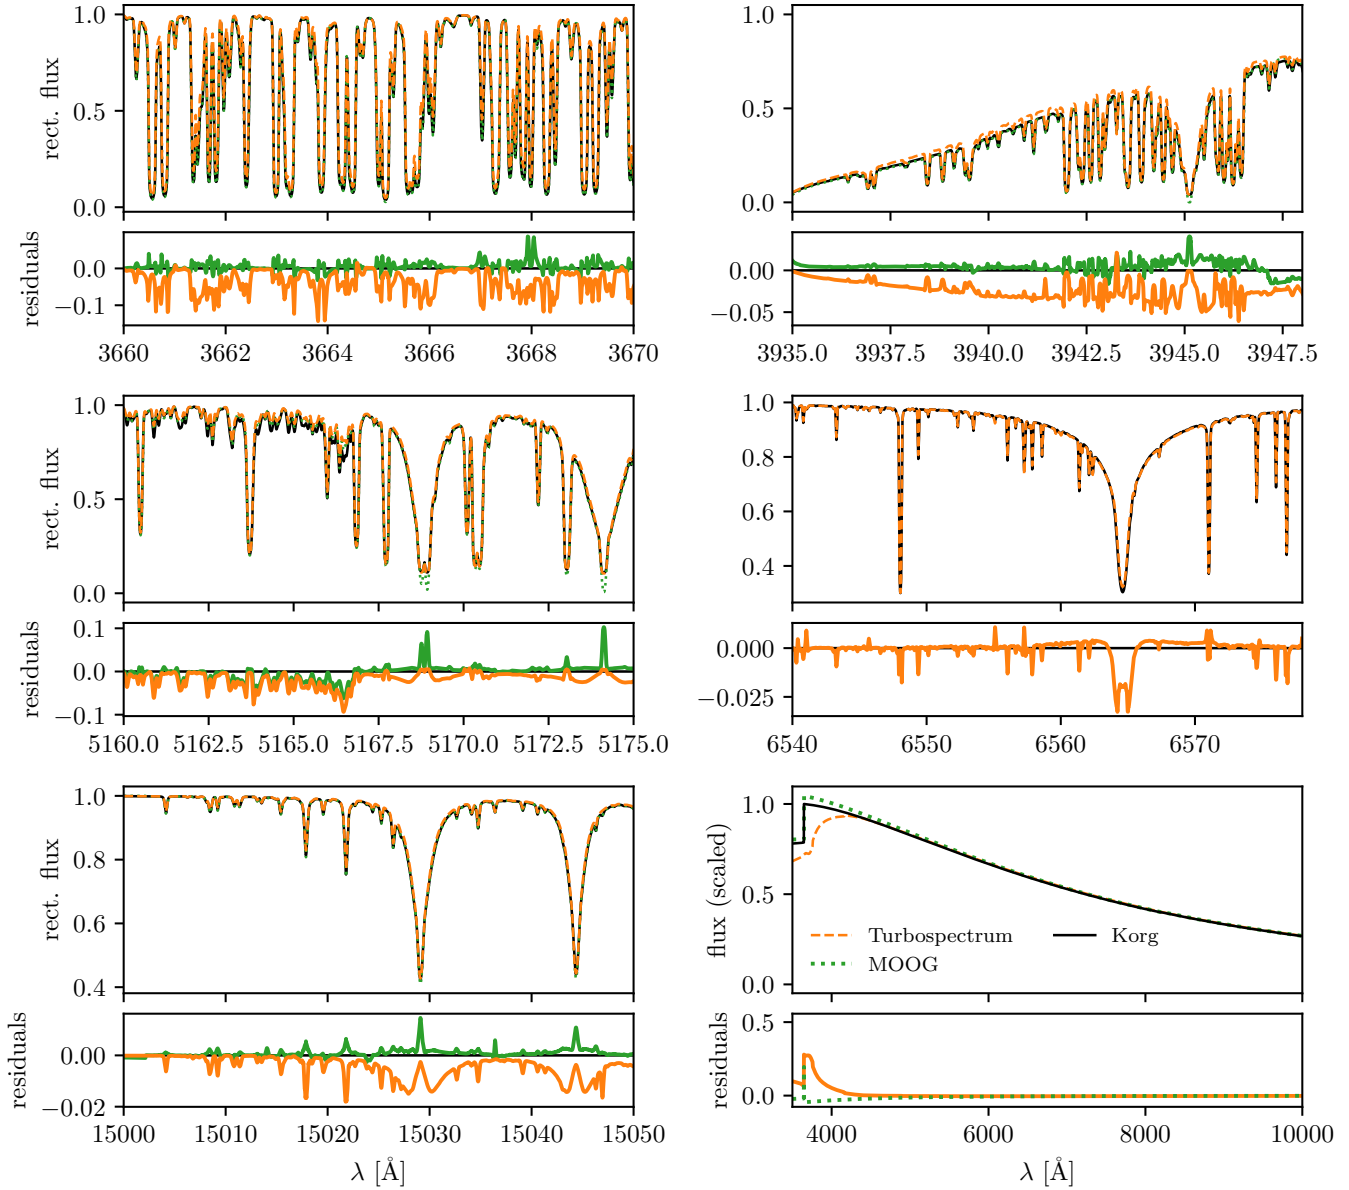 1.0
0.5
0.0
rect. flux
0.0
−0.1
residuals
3660 3662 3664 3666 3668 3670
1.0
0.5
0.0
0.00
−0.05
3935.0 3937.5 3940.0 3942.5 3945.0 3947.5
1.0
0.5
0.0
rect. flux
0.1
0.0
−0.1
residuals
5160.0 5162.5 5165.0 5167.5 5170.0 5172.5 5175.0
1.0
0.8
0.6
0.4
0.000
−0.025
6540 6550 6560 6570
1.0
0.8
0.6
0.4
rect. flux
0.00
−0.02
residuals
15000 15010 15020 15030 15040 15050
λ [Å]
1.0
0.5
0.0
flux (scaled)
Turbospectrum
MOOG
Korg
0.5
0.0
residuals
4000 6000 8000 10000
λ [Å]